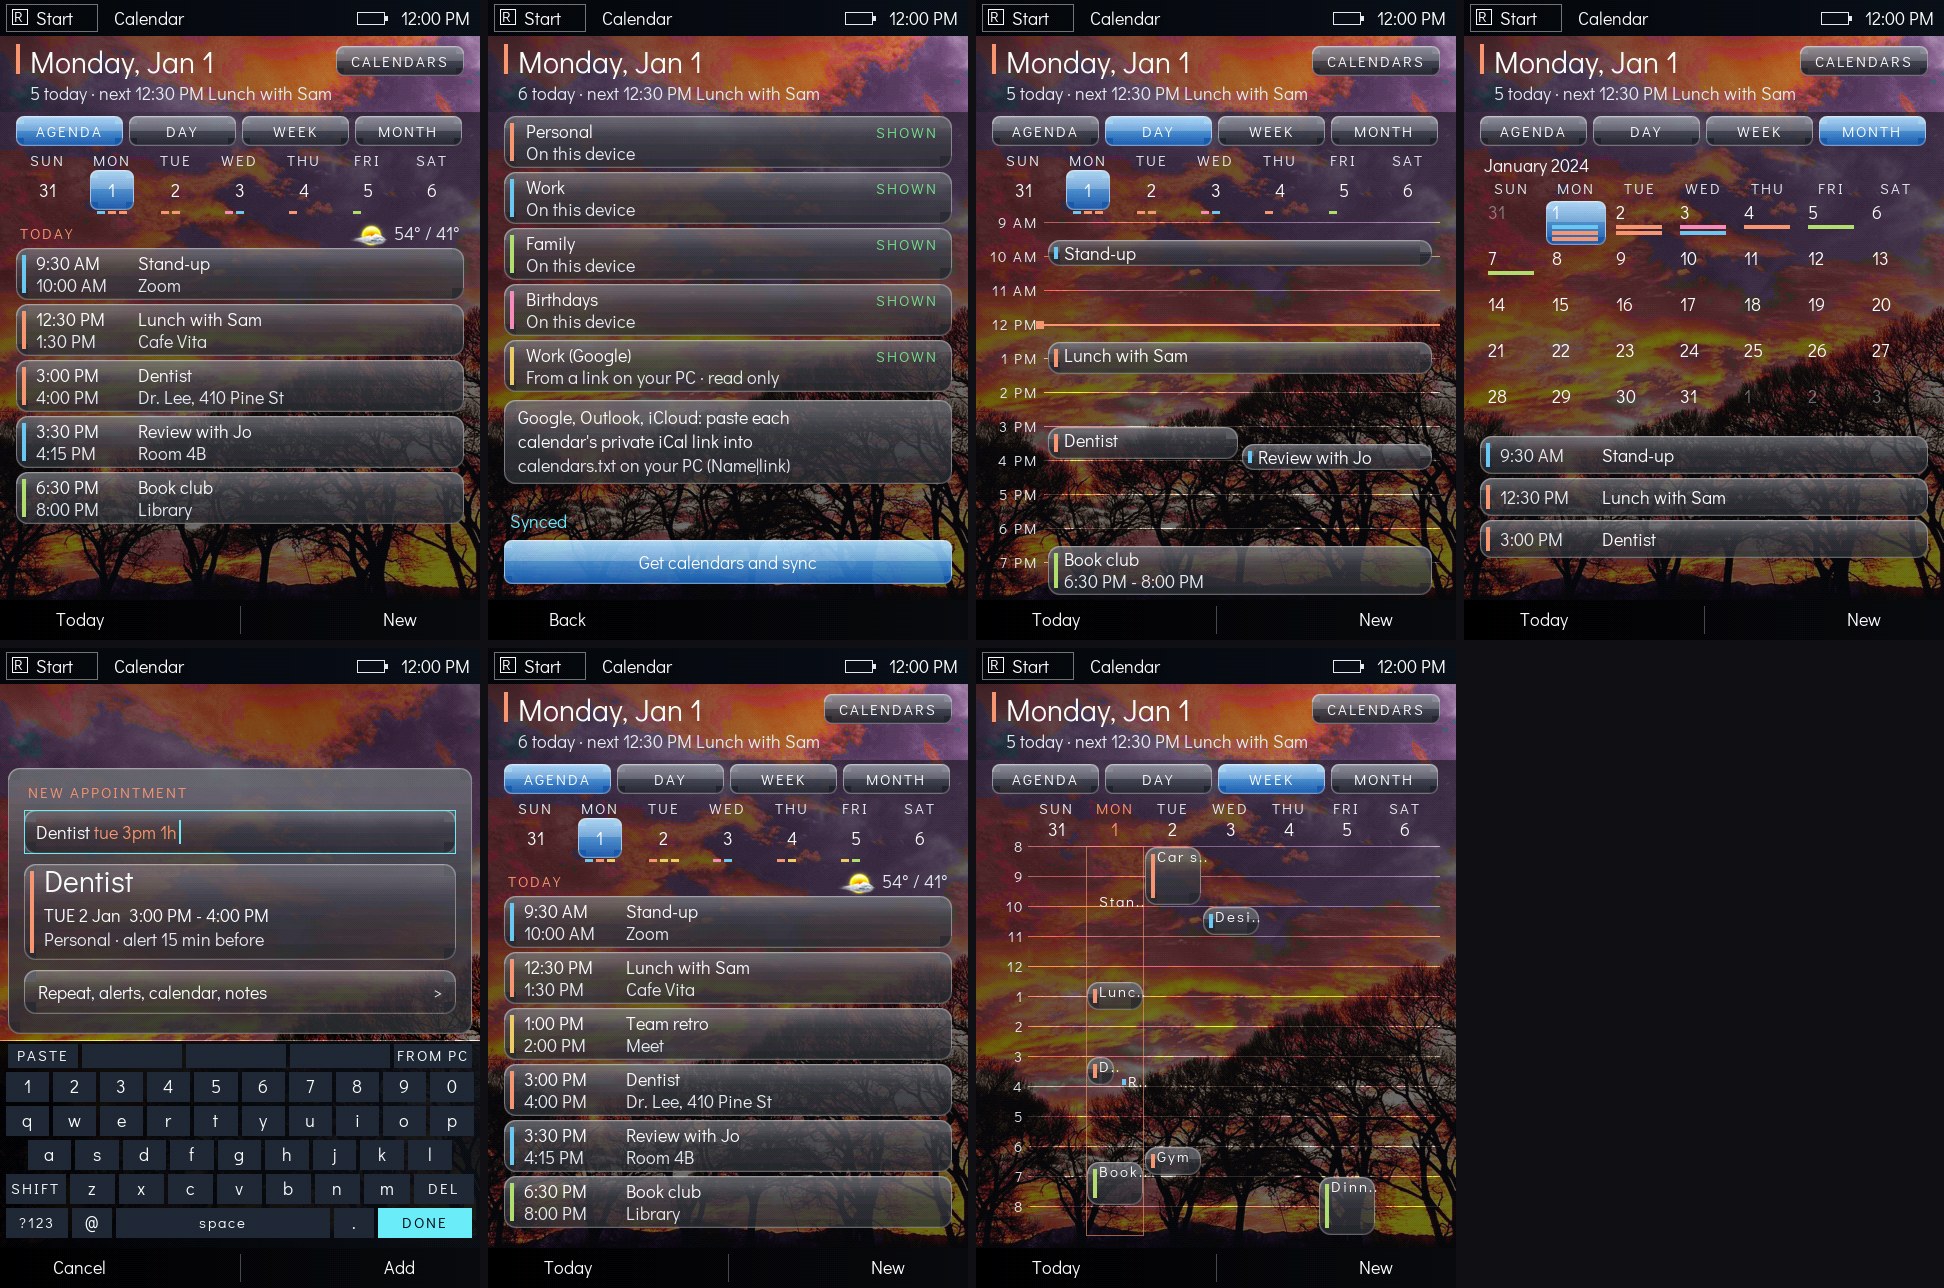 R Start Calendar 12:00 PM
Monday, Jan 1 CALENDARS
5 today · next 12:30 PM Lunch with Sam
AGENDA DAY WEEK MONTH
SUN MON TUE WED THU FRI SAT
31 1 2 3 4 5 6
TODAY 54° / 41°
9:30 AM Stand-up
10:00 AM Zoom
12:30 PM Lunch with Sam
1:30 PM Cafe Vita
3:00 PM Dentist
4:00 PM Dr. Lee, 410 Pine St
3:30 PM Review with Jo
4:15 PM Room 4B
6:30 PM Book club
8:00 PM Library
Today New
R Start Calendar 12:00 PM
Monday, Jan 1
6 today · next 12:30 PM Lunch with Sam
Personal SHOWN
On this device
Work SHOWN
On this device
Family SHOWN
On this device
Birthdays SHOWN
On this device
Work (Google) SHOWN
From a link on your PC · read only
Google, Outlook, iCloud: paste each
calendar's private iCal link into
calendars.txt on your PC (Name|link)
Synced
Get calendars and sync
Back
R Start Calendar 12:00 PM
Monday, Jan 1 CALENDARS
5 today · next 12:30 PM Lunch with Sam
AGENDA DAY WEEK MONTH
SUN MON TUE WED THU FRI SAT
31 1 2 3 4 5 6
9 AM
Stand-up
10 AM
11 AM
12 PM
1 PM Lunch with Sam
2 PM
3 PM
Dentist
4 PM Review with Jo
5 PM
6 PM
7 PM Book club
6:30 PM - 8:00 PM
Today New
R Start Calendar 12:00 PM
Monday, Jan 1 CALENDARS
5 today · next 12:30 PM Lunch with Sam
AGENDA DAY WEEK MONTH
January 2024
SUN MON TUE WED THU FRI SAT
31 1 2 3 4 5 6
7 8 9 10 11 12 13
14 15 16 17 18 19 20
21 22 23 24 25 26 27
28 29 30 31 1 2 3
9:30 AM Stand-up
12:30 PM Lunch with Sam
3:00 PM Dentist
Today New
R Start Calendar 12:00 PM
NEW APPOINTMENT
Dentist tue 3pm 1h
Dentist
TUE 2 Jan 3:00 PM - 4:00 PM
Personal · alert 15 min before
Repeat, alerts, calendar, notes >
PASTE FROM PC
1 2 3 4 5 6 7 8 9 0
q w e r t y u i o p
a s d f g h j k l
SHIFT z x c v b n m DEL
?123 @ space . DONE
Cancel Add
R Start Calendar 12:00 PM
Monday, Jan 1 CALENDARS
6 today · next 12:30 PM Lunch with Sam
AGENDA DAY WEEK MONTH
SUN MON TUE WED THU FRI SAT
31 1 2 3 4 5 6
TODAY 54° / 41°
9:30 AM Stand-up
10:00 AM Zoom
12:30 PM Lunch with Sam
1:30 PM Cafe Vita
1:00 PM Team retro
2:00 PM Meet
3:00 PM Dentist
4:00 PM Dr. Lee, 410 Pine St
3:30 PM Review with Jo
4:15 PM Room 4B
6:30 PM Book club
8:00 PM Library
Today New
R Start Calendar 12:00 PM
Monday, Jan 1 CALENDARS
5 today · next 12:30 PM Lunch with Sam
AGENDA DAY WEEK MONTH
SUN MON TUE WED THU FRI SAT
31 1 2 3 4 5 6
8 Car s..
9
10 Stan..
Desi..
11
12
1 Lunc..
2
3 D..
4 R..
5
6 Gym
7 Book..
Dinn..
8
Today New